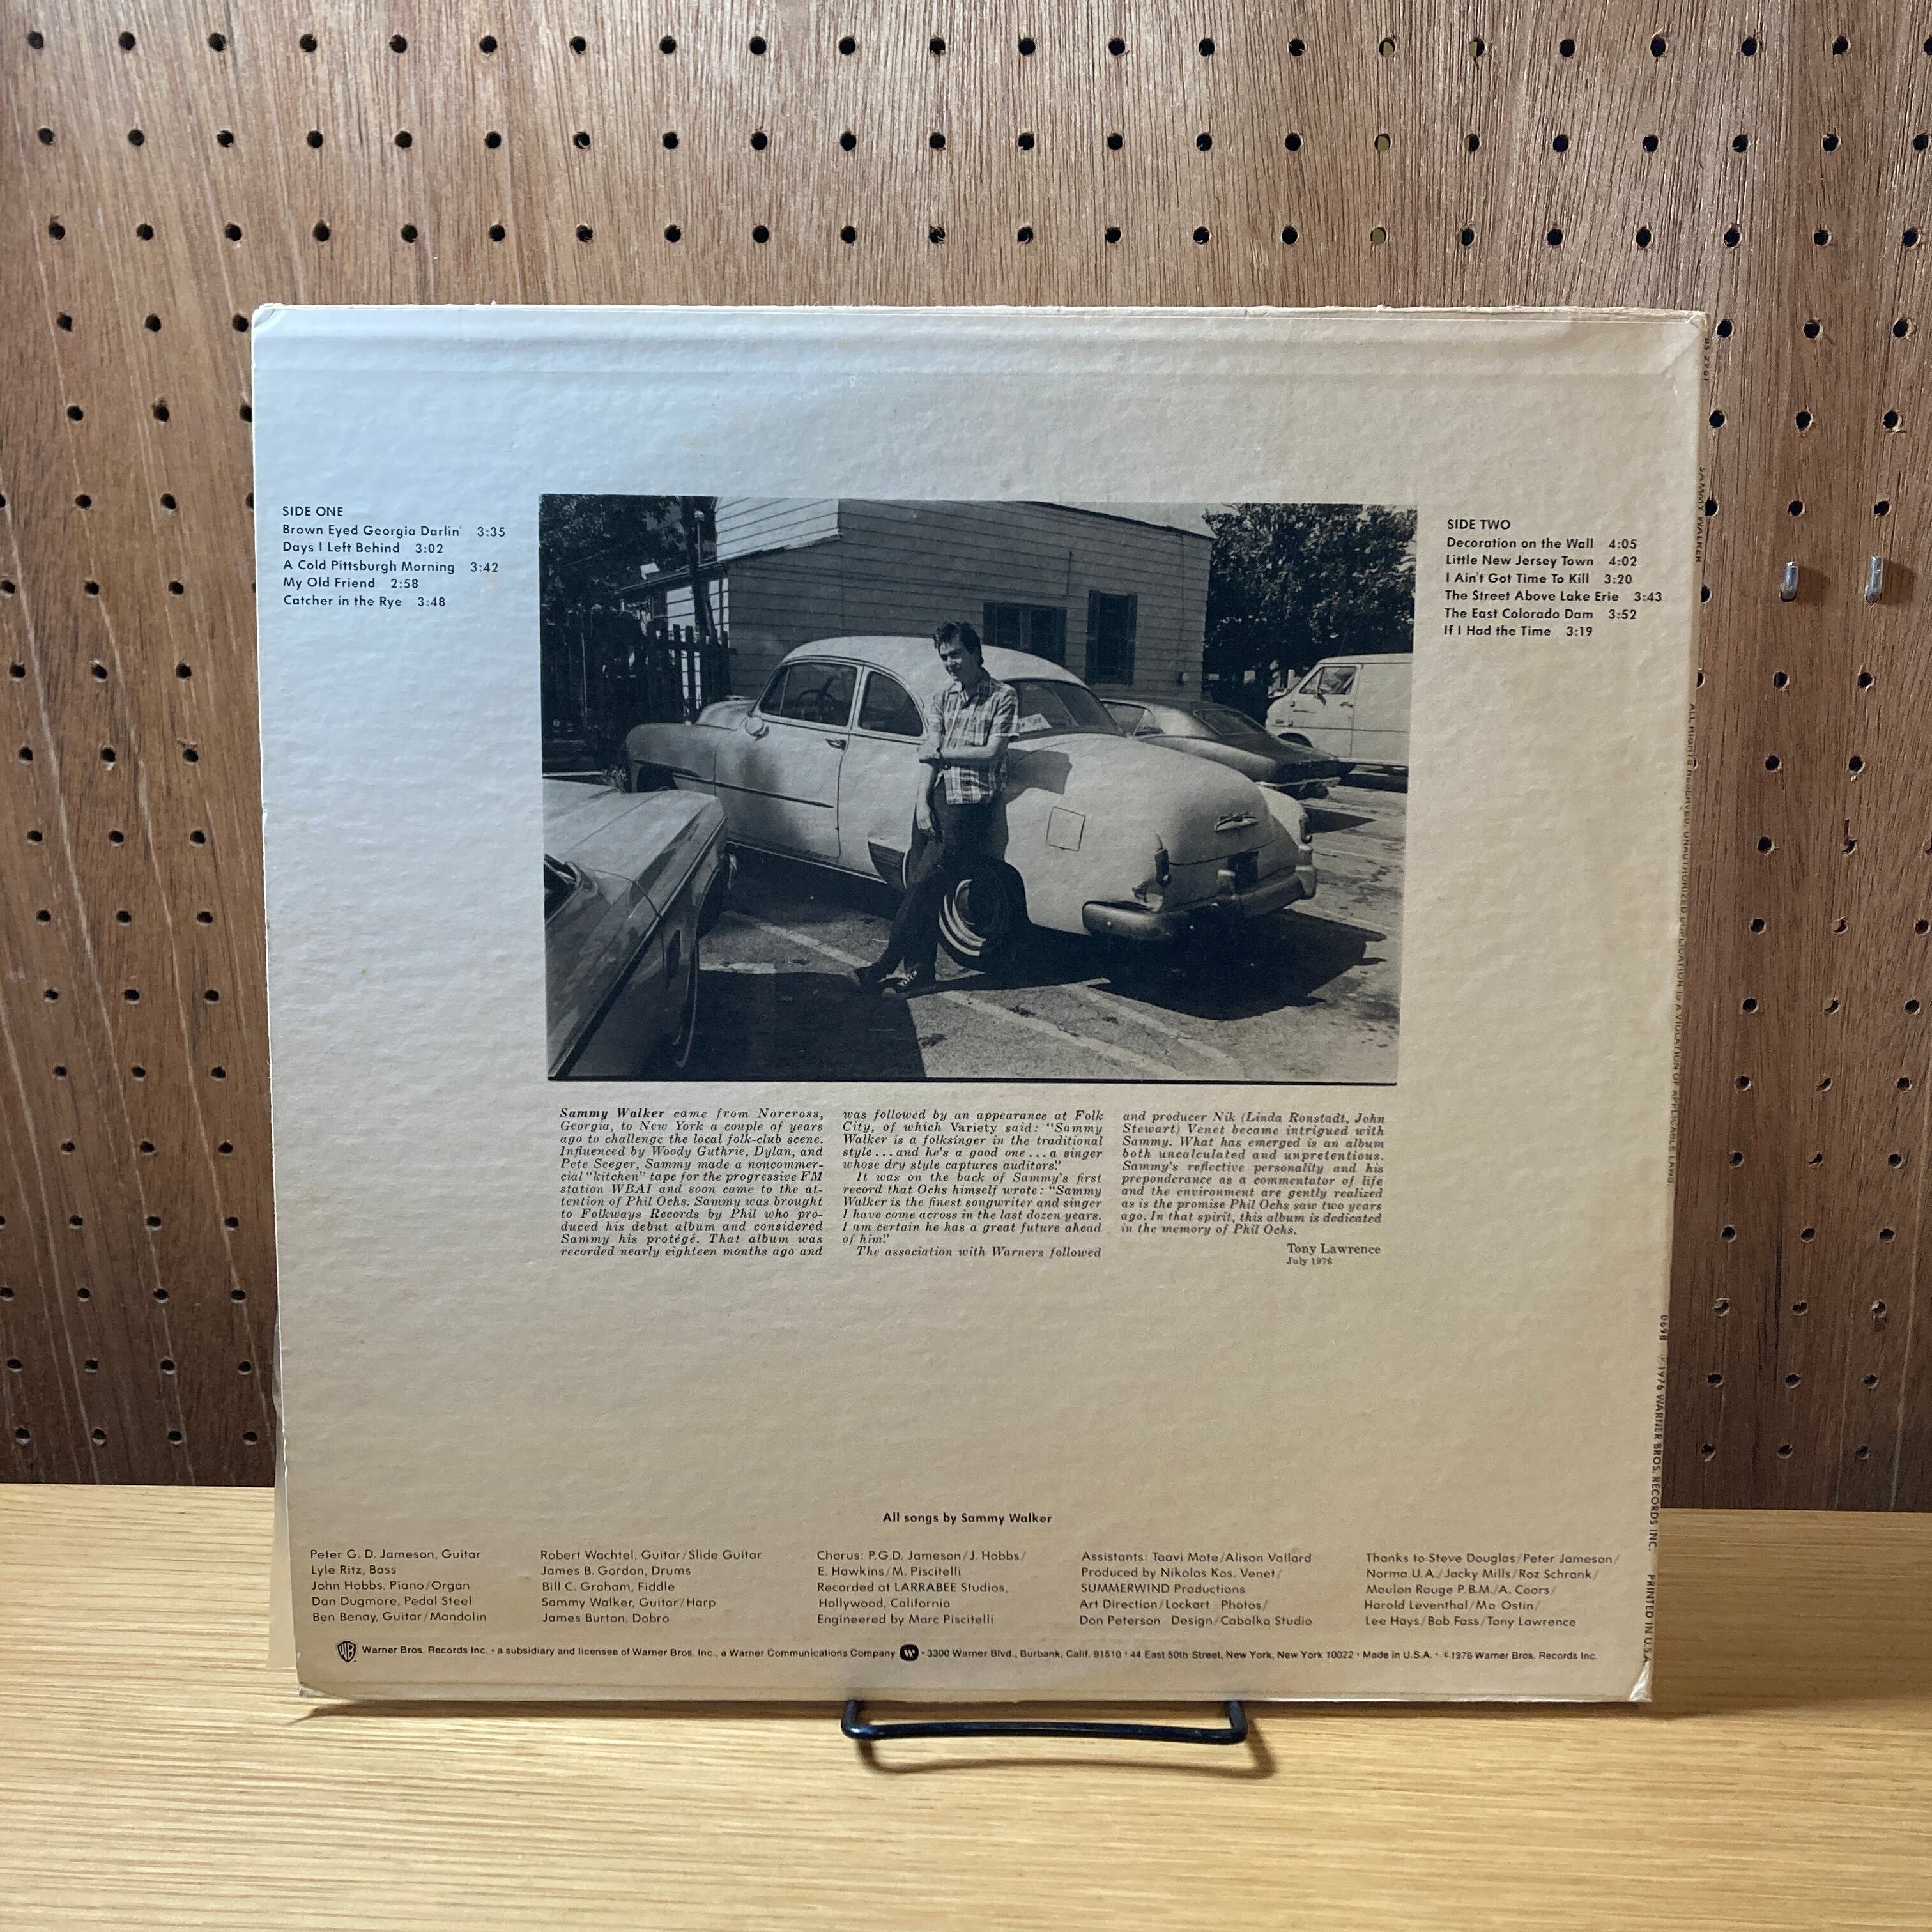 SIDE ONE
Brown Eyed Georgia Darlin' 3:35
Days I Left Behind 3:02
A Cold Pittsburgh Morning 3:42
My Old Friend 2:58
Catcher in the Rye 3:48
SIDE TWO
Decoration on the Wall 4:05
Little New Jersey Town 4:02
I Ain't Got Time To Kill 3:20
The Street Above Lake Erie 3:43
The East Colorado Dam 3:52
If I Had the Time 3:19
Sammy Walker came from Norcross,
Georgia, to New York a couple of years
ago to challenge the local folk-club scene.
Influenced by Woody Guthrie, Dylan, and
Pete Seeger, Sammy made a noncommer-
cial "kitchen" tape for the progressive FM
station WBAI and soon came to the at-
tention of Phil Ochs. Sammy was brought
to Folkways Records by Phil who pro-
duced his debut album and considered
Sammy his protégé. That album was
recorded nearly eighteen months ago and
was followed by an appearance at Folk
City, of which Variety said: "Sammy
Walker is a folksinger in the traditional
style...and he's a good one...a singer
whose dry style captures auditors."
It was on the back of Sammy's first
record that Ochs himself wrote: "Sammy
Walker is the finest songwriter and singer
I have come across in the last dozen years.
I am certain he has a great future ahead
of him."
The association with Warners followed
and producer Nik (Linda Ronstadt, John
Stewart) Venet became intrigued with
Sammy. What has emerged is an album
both uncalculated and unpretentious.
Sammy's reflective personality and his
preponderance as a commentator of life
and the environment are gently realized
as is the promise Phil Ochs saw two years
ago. In that spirit, this album is dedicated
in the memory of Phil Ochs.
Tony Lawrence
July 1976
All songs by Sammy Walker
Peter G. D. Jameson, Guitar
Lyle Ritz, Bass
John Hobbs, Piano/Organ
Dan Dugmore, Pedal Steel
Ben Benay, Guitar/Mandolin
Robert Wachtel, Guitar/Slide Guitar
James B. Gordon, Drums
Bill C. Graham, Fiddle
Sammy Walker, Guitar/Harp
James Burton, Dobro
Chorus: P.G.D. Jameson/J. Hobbs/
E. Hawkins/M. Piscitelli
Recorded at LARRABEE Studios,
Hollywood, California
Engineered by Marc Piscitelli
Assistants: Taavi Mote/Alison Vallard
Produced by Nikolas Kos. Venet/
SUMMERWIND Productions
Art Direction/Lockart Photos/
Don Peterson Design/Cabalka Studio
Thanks to Steve Douglas/Peter Jameson/
Norma U.A./Jacky Mills/Roz Schrank/
Moulon Rouge P.B.M./A. Coors/
Harold Leventhal/Mo Ostin/
Lee Hays/Bob Fass/Tony Lawrence
WB Warner Bros. Records Inc. · a subsidiary and licensee of Warner Bros. Inc., a Warner Communications Company · 3300 Warner Blvd., Burbank, Calif. 91510 · 44 East 50th Street, New York, New York 10022 · Made in U.S.A. · ©1976 Warner Bros. Records Inc.
BS 2961
SAMMY WALKER
ALL RIGHTS RESERVED. UNAUTHORIZED DUPLICATION IS A VIOLATION OF APPLICABLE LAWS.
0698 ©1976 WARNER BROS. RECORDS INC. PRINTED IN U.S.A.